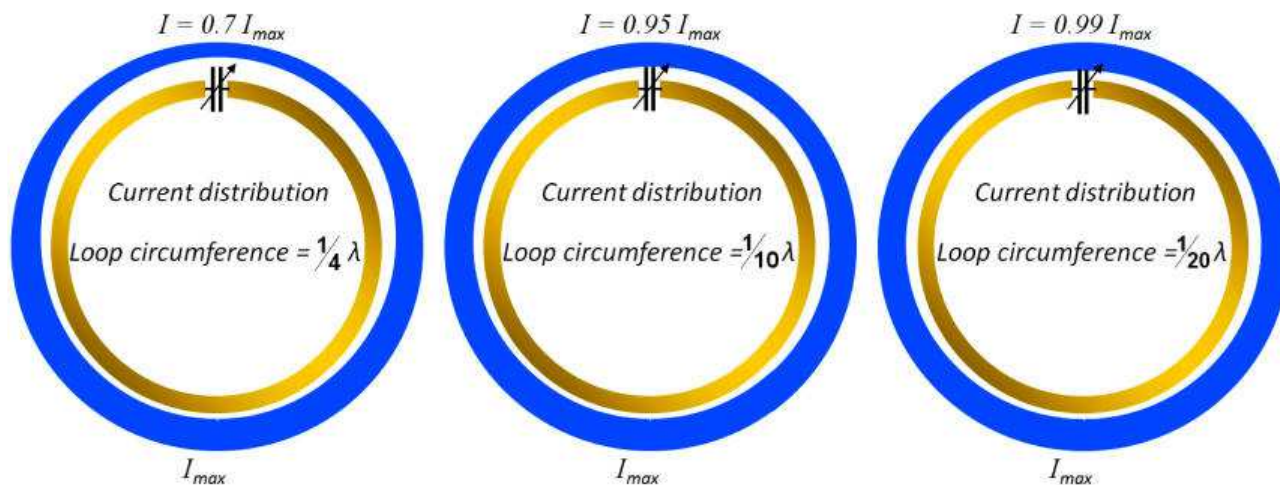 I = 0.7 Imax
Current distribution
Loop circumference = 1/4 λ
Imax
I = 0.95 Imax
Current distribution
Loop circumference =1/10 λ
Imax
I = 0.99 Imax
Current distribution
Loop circumference =1/20 λ
Imax